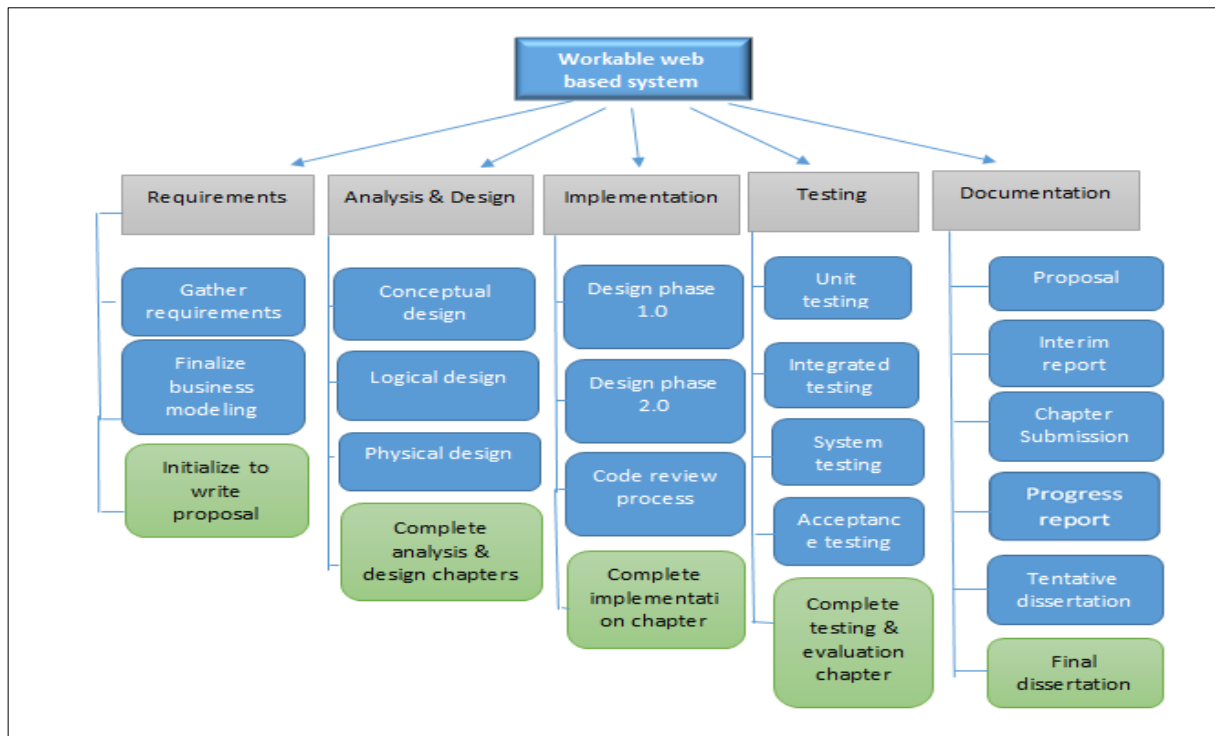 Workable web
based system
Requirements
Analysis & Design
Implementation
Testing
Documentation
Gather
requirements
Finalize
business
modeling
Initialize to
write
proposal
Conceptual
design
Logical design
Physical design
Complete
analysis &
design chapters
Design phase
1.0
Design phase
2.0
Code review
process
Complete
implementati
on chapter
Unit
testing
Integrated
testing
System
testing
Acceptanc
e testing
Complete
testing &
evaluation
chapter
Proposal
Interim
report
Chapter
Submission
Progress
report
Tentative
dissertation
Final
dissertation